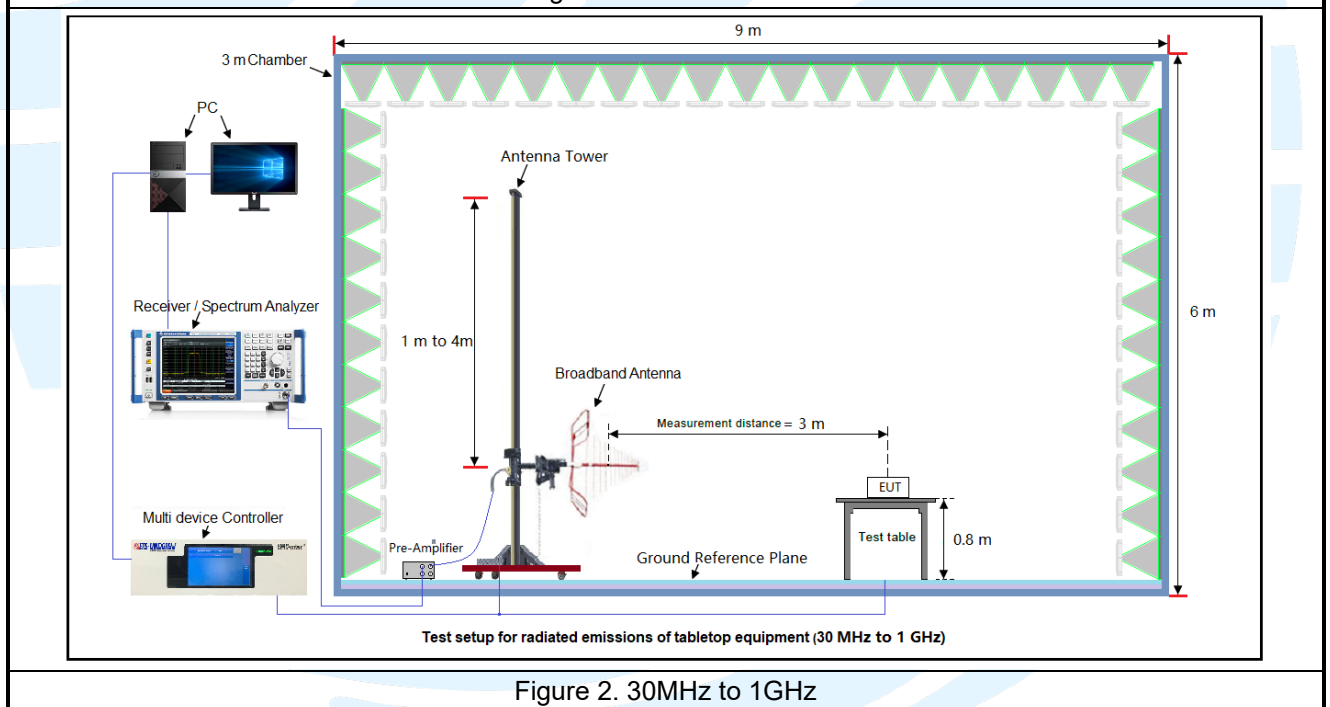 9 m
3 m Chamber
PC
Antenna Tower
Receiver / Spectrum Analyzer
1 m to 4m
6 m
Broadband Antenna
Measurement distance = 3 m
EUT
Multi device Controller
Pre-Amplifier
Test table
0.8 m
Ground Reference Plane
Test setup for radiated emissions of tabletop equipment (30 MHz to 1 GHz)
Figure 2. 30MHz to 1GHz